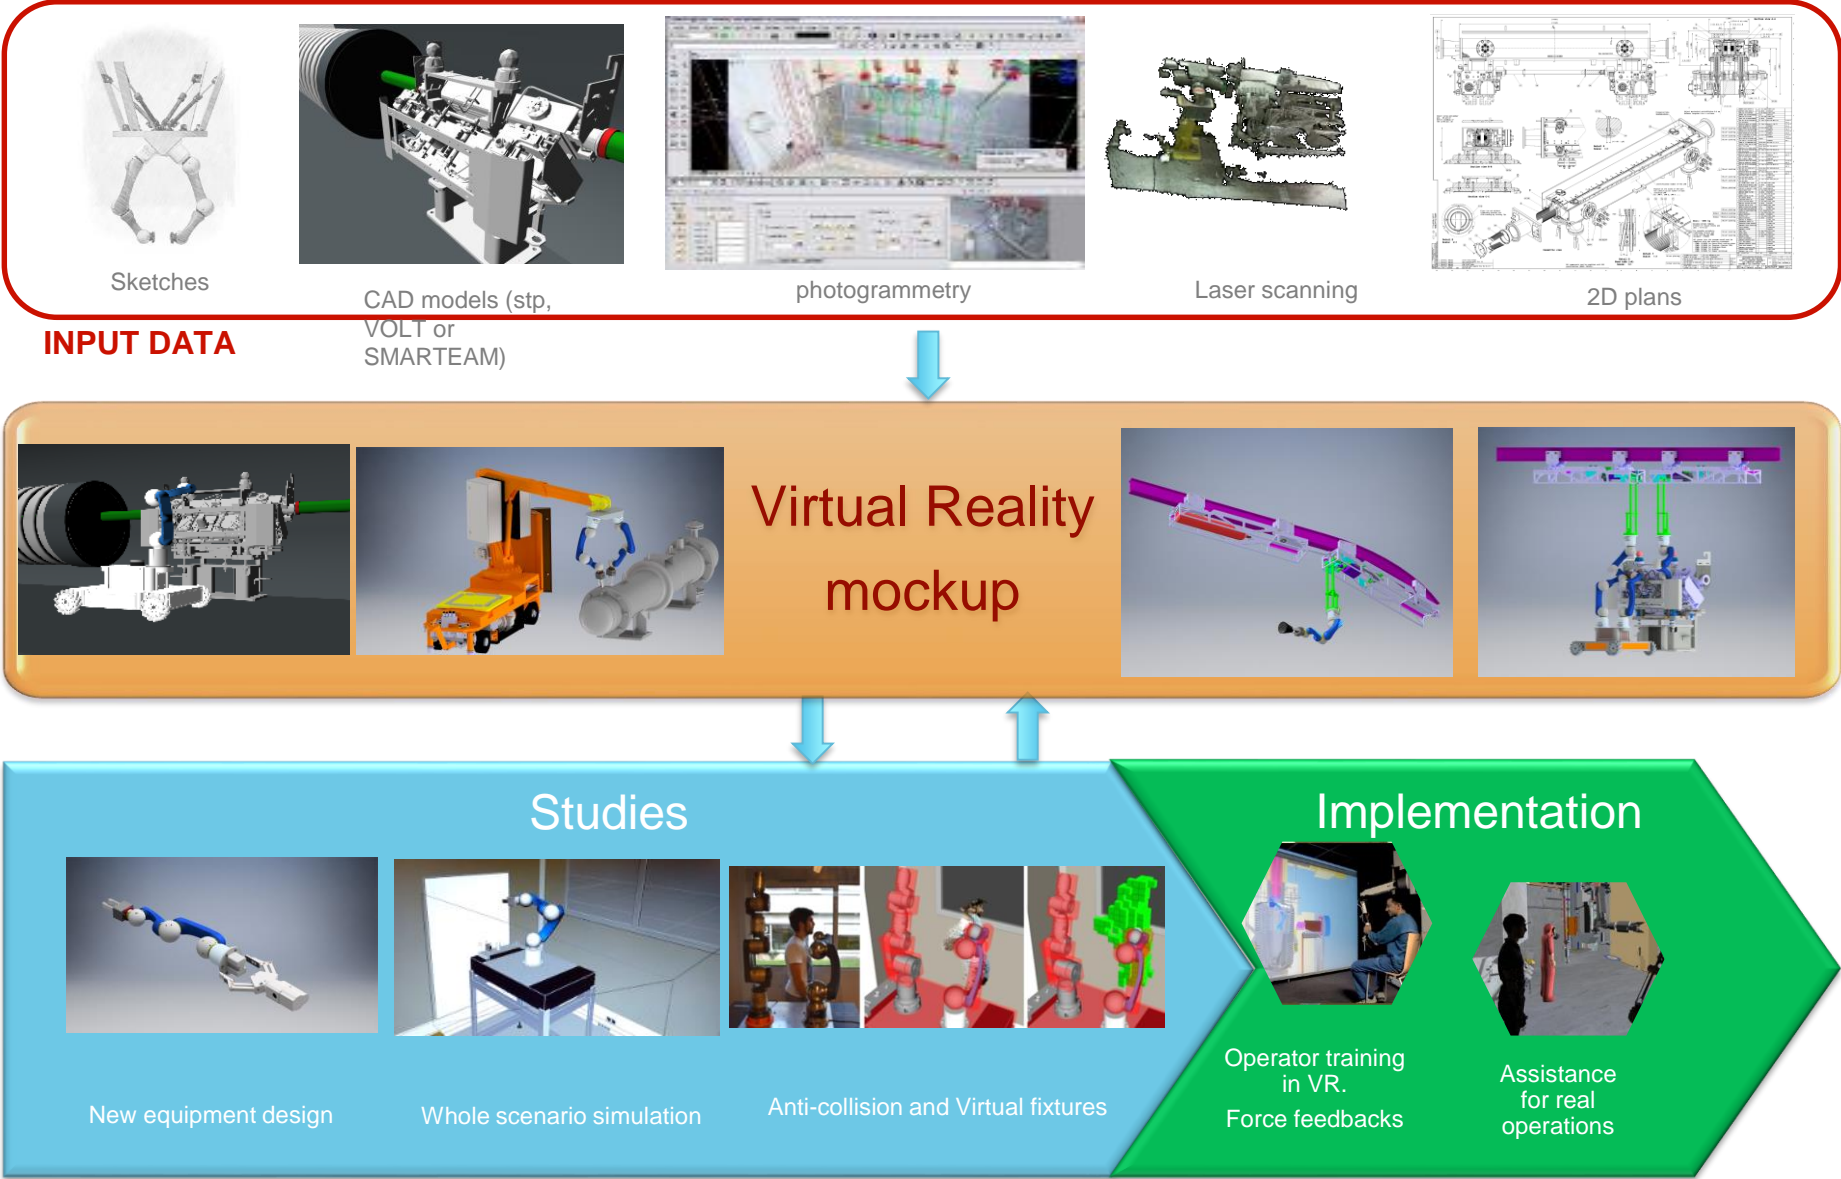 Sketches
CAD models (stp,
VOLT or
SMARTEAM)
photogrammetry
Laser scanning
2D plans
INPUT DATA
Virtual Reality
mockup
Studies
Implementation
New equipment design
Whole scenario simulation
Anti-collision and Virtual fixtures
Operator training
in VR.
Force feedbacks
Assistance
for real
operations